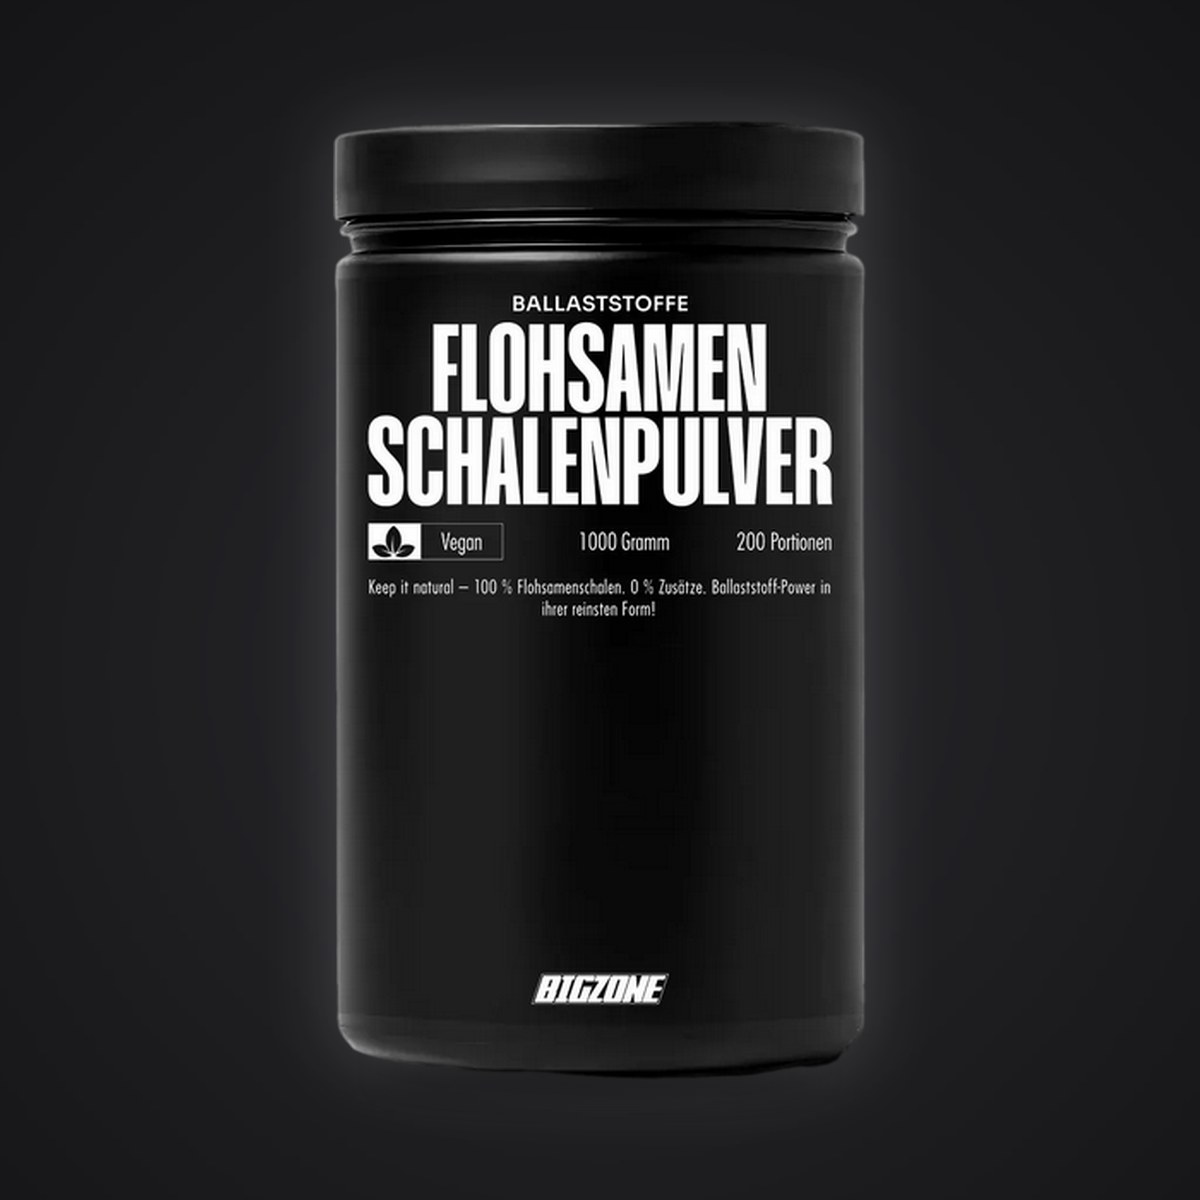 BALLASTSTOFFE
FLOHSAMEN
SCHALENPULVER
Vegan 1000 Gramm 200 Portionen
Keep it natural – 100 % Flohsamenschalen. 0 % Zusätze. Ballaststoff-Power in
ihrer reinsten Form!
BIGZONE